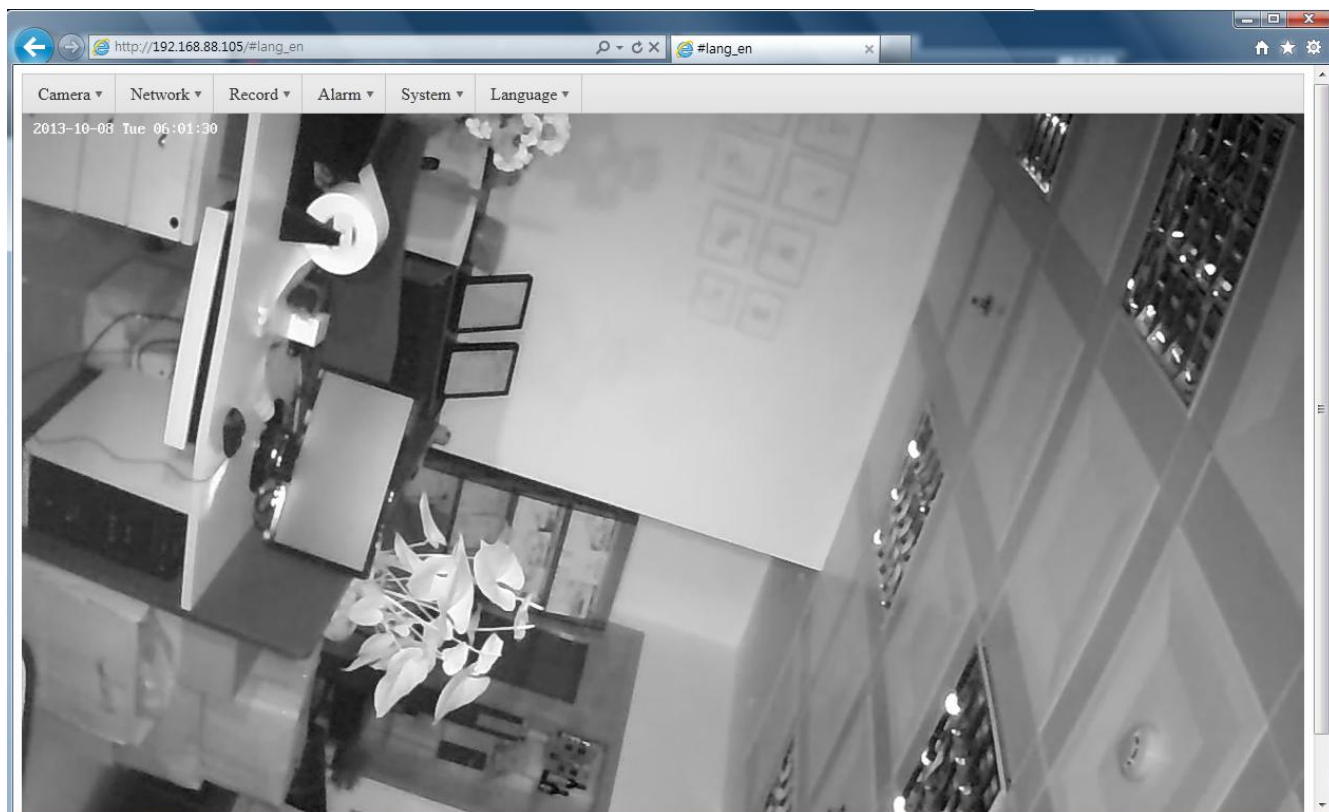 http://192.168.88.105/#lang_en
#lang_en
Camera ▾ Network ▾ Record ▾ Alarm ▾ System ▾ Language ▾
2013-10-08 Tue 06:01:30